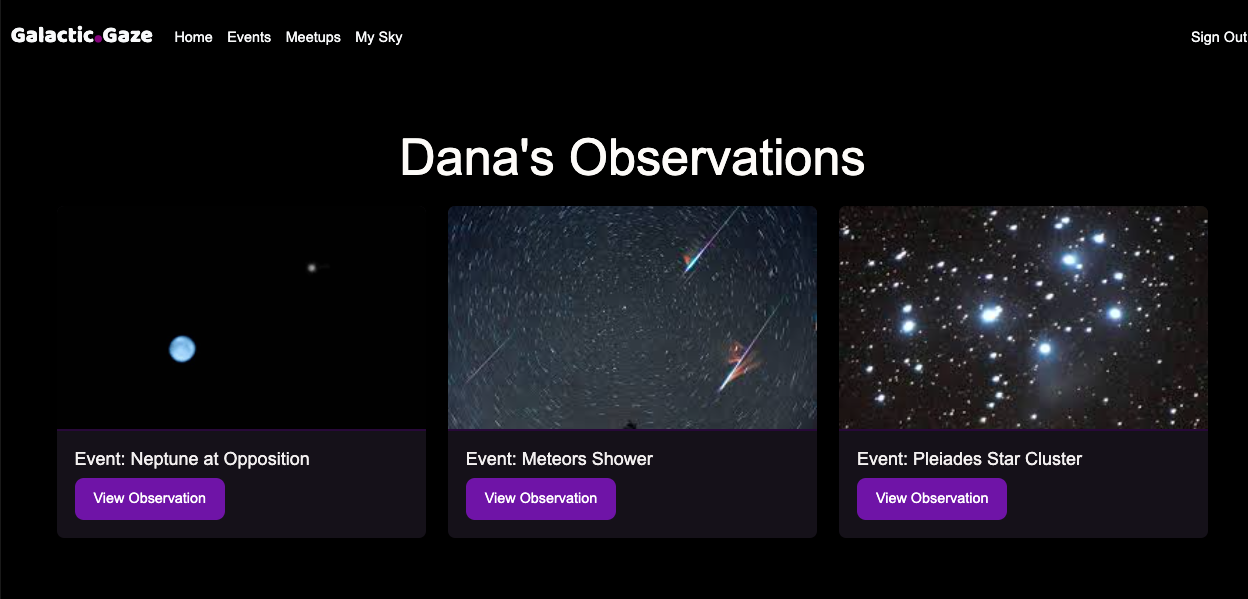 Galactic.Gaze Home Events Meetups My Sky Sign Out
Dana's Observations
Event: Neptune at Opposition
View Observation
Event: Meteors Shower
View Observation
Event: Pleiades Star Cluster
View Observation